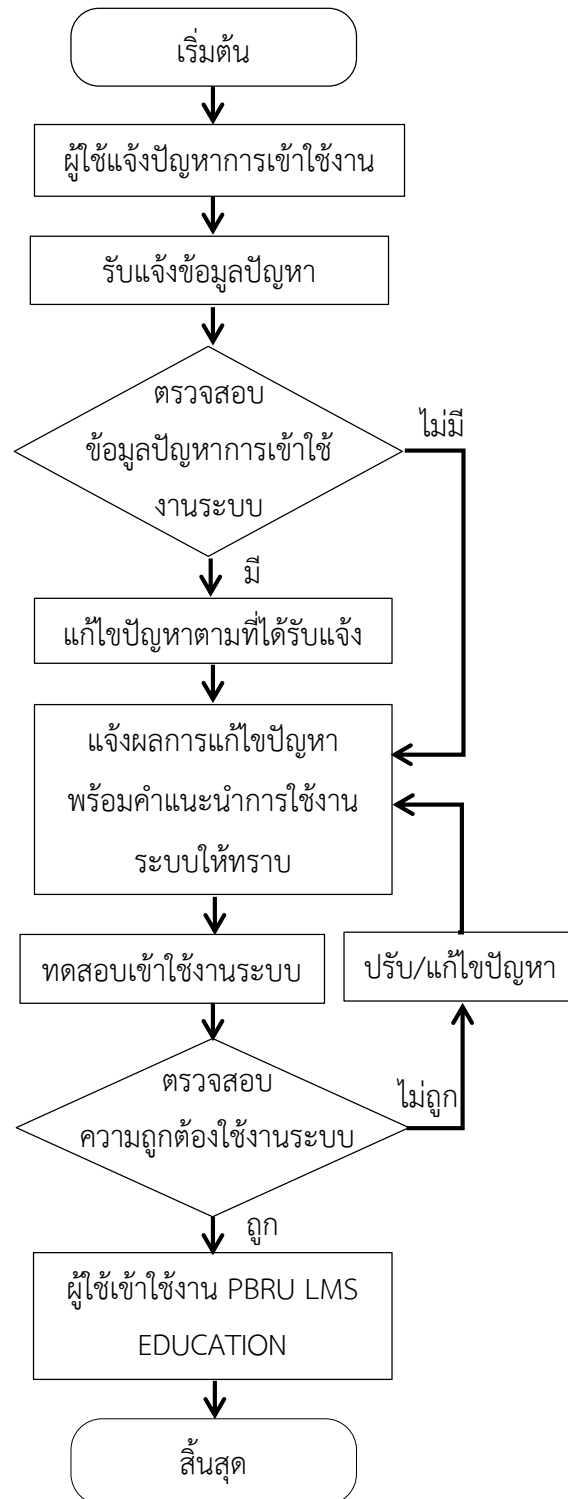 เริ่มต้น
ผู้ใช้แจ้งปัญหาการเข้าใช้งาน
รับแจ้งข้อมูลปัญหา
ตรวจสอบ
ข้อมูลปัญหาการเข้าใช้
งานระบบ
ไม่มี
มี
แก้ไขปัญหาตามที่ได้รับแจ้ง
แจ้งผลการแก้ไขปัญหา
พร้อมคำแนะนำการใช้งาน
ระบบให้ทราบ
ทดสอบเข้าใช้งานระบบ
ปรับ/แก้ไขปัญหา
ตรวจสอบ
ความถูกต้องใช้งานระบบ
ไม่ถูก
ถูก
ผู้ใช้เข้าใช้งาน PBRU LMS
EDUCATION
สิ้นสุด